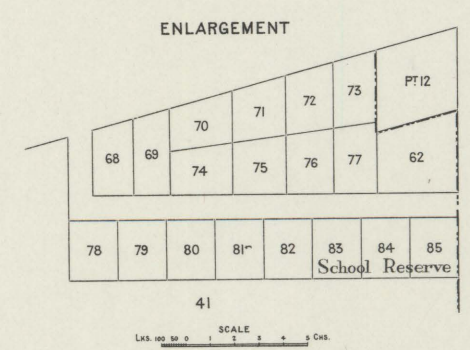 ENLARGEMENT
PT 12
73
72
71
70
68 69 74 75 76 77 62
78 79 80 81 82 83 84 85
School Reserve
41
SCALE
LKS. 100 50 0 1 2 3 4 5 CHS.